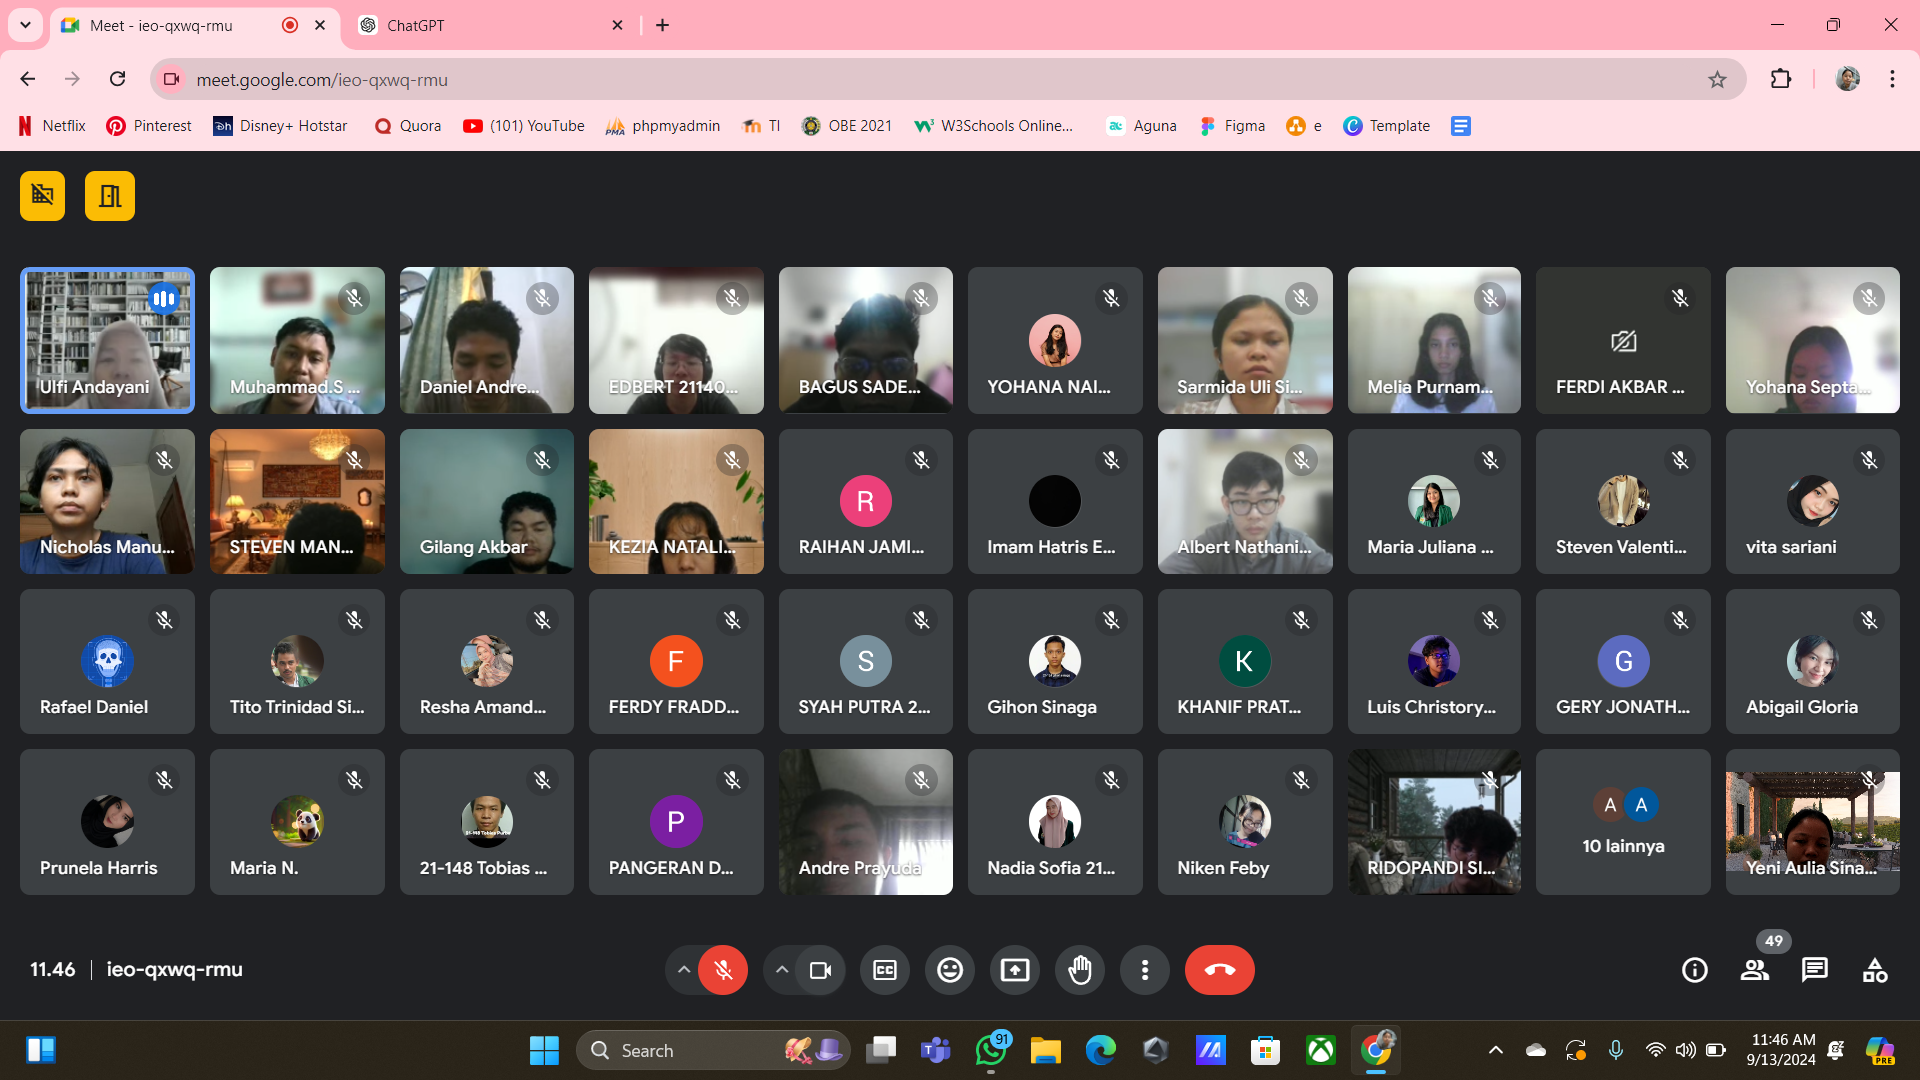 Meet - ieo-qxwq-rmu
ChatGPT
meet.google.com/ieo-qxwq-rmu
Netflix
Pinterest
Disney+ Hotstar
Quora
(101) YouTube
phpmyadmin
TI
OBE 2021
W3Schools Online...
Aguna
Figma
e
Template
Ulfi Andayani
Muhammad.S ...
Daniel Andre...
EDBERT 21140...
BAGUS SADE...
YOHANA NAI...
Sarmida Uli Si...
Melia Purnam...
FERDI AKBAR ...
Yohana Septa...
Nicholas Manu...
STEVEN MAN...
Gilang Akbar
KEZIA NATALI...
R
RAIHAN JAMI...
Imam Hatris E...
Albert Nathani...
Maria Juliana ...
Steven Valenti...
vita sariani
Rafael Daniel
Tito Trinidad Si...
Resha Amand...
F
FERDY FRADD...
S
SYAH PUTRA 2...
Gihon Sinaga
K
KHANIF PRAT...
Luis Christory...
G
GERY JONATH...
Abigail Gloria
Prunela Harris
Maria N.
21-148 Tobias ...
P
PANGERAN D...
Andre Prayuda
Nadia Sofia 21...
Niken Feby
RIDOPANDI SI...
A A
10 lainnya
Yeni Aulia Sina...
11.46
ieo-qxwq-rmu
CC
49
Search
91
11:46 AM
9/13/2024
PRE